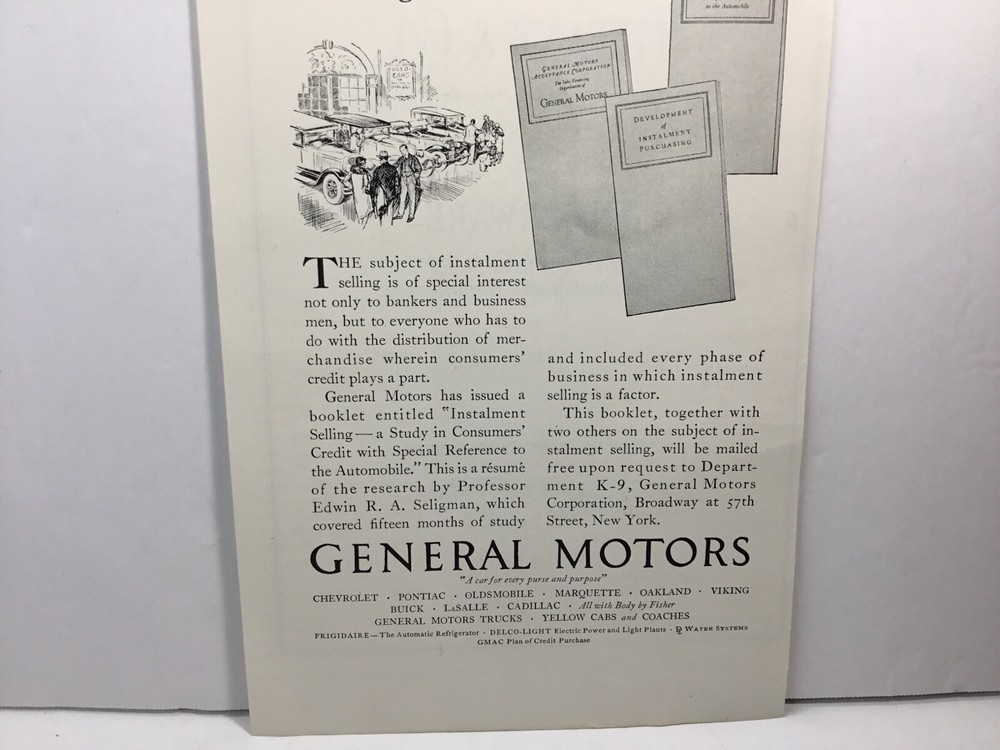 to the Automobile
GENERAL MOTORS
ACCEPTANCE CORPORATION
The Sales Financing
Organization of
GENERAL MOTORS
DEVELOPMENT
of
INSTALMENT
PURCHASING
USED
CARS
THE subject of instalment
selling is of special interest
not only to bankers and business
men, but to everyone who has to
do with the distribution of mer-
chandise wherein consumers'
credit plays a part.
General Motors has issued a
booklet entitled "Instalment
Selling—a Study in Consumers'
Credit with Special Reference to
the Automobile." This is a résumé
of the research by Professor
Edwin R. A. Seligman, which
covered fifteen months of study
and included every phase of
business in which instalment
selling is a factor.
This booklet, together with
two others on the subject of in-
stalment selling, will be mailed
free upon request to Depart-
ment K-9, General Motors
Corporation, Broadway at 57th
Street, New York.
GENERAL MOTORS
"A car for every purse and purpose"
CHEVROLET · PONTIAC · OLDSMOBILE · MARQUETTE · OAKLAND · VIKING
BUICK · LASALLE · CADILLAC · All with Body by Fisher
GENERAL MOTORS TRUCKS · YELLOW CABS and COACHES
FRIGIDAIRE—The Automatic Refrigerator · DELCO-LIGHT Electric Power and Light Plants · WATER SYSTEMS
GMAC Plan of Credit Purchase